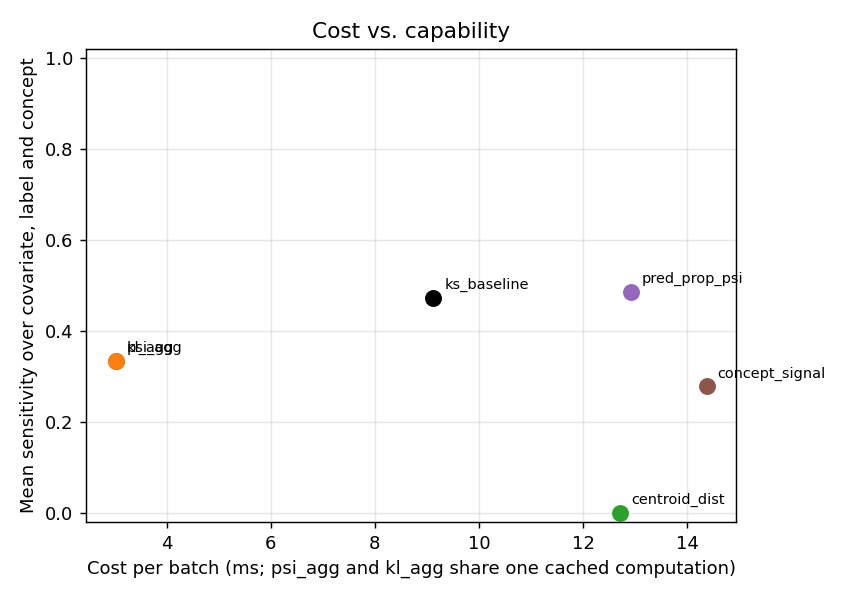 Cost vs. capability
Mean sensitivity over covariate, label and concept
1.0
0.8
0.6
0.4
0.2
0.0
ks_baseline
pred_prop_psi
concept_signal
centroid_dist
4
6
8
10
12
14
Cost per batch (ms; psi_agg and kl_agg share one cached computation)